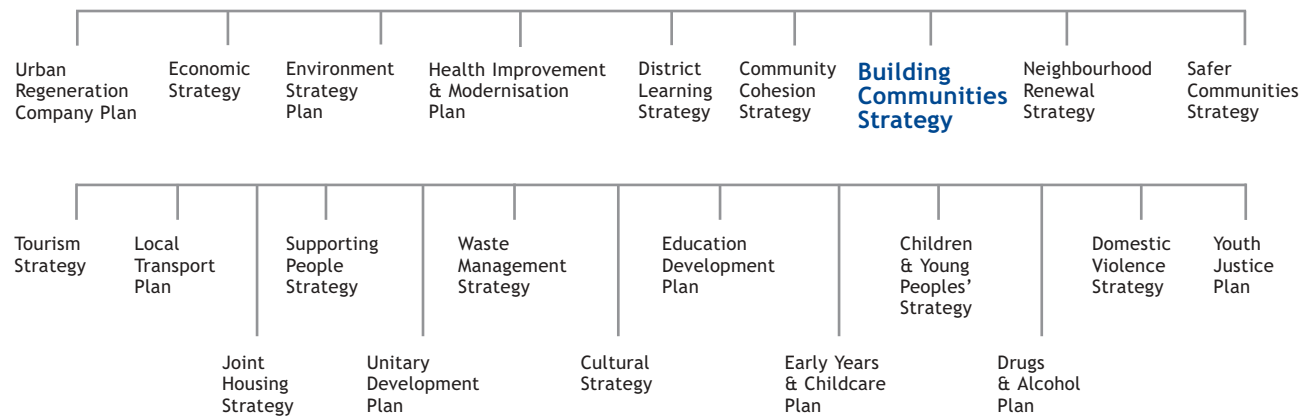 Urban
Regeneration
Company Plan
Economic
Strategy
Environment
Strategy
Plan
Health Improvement
& Modernisation
Plan
District
Learning
Strategy
Community
Cohesion
Strategy
Building
Communities
Strategy
Neighbourhood
Renewal
Strategy
Safer
Communities
Strategy
Tourism
Strategy
Local
Transport
Plan
Supporting
People
Strategy
Waste
Management
Strategy
Education
Development
Plan
Children
& Young
Peoples'
Strategy
Domestic
Violence
Strategy
Youth
Justice
Plan
Joint
Housing
Strategy
Unitary
Development
Plan
Cultural
Strategy
Early Years
& Childcare
Plan
Drugs
& Alcohol
Plan